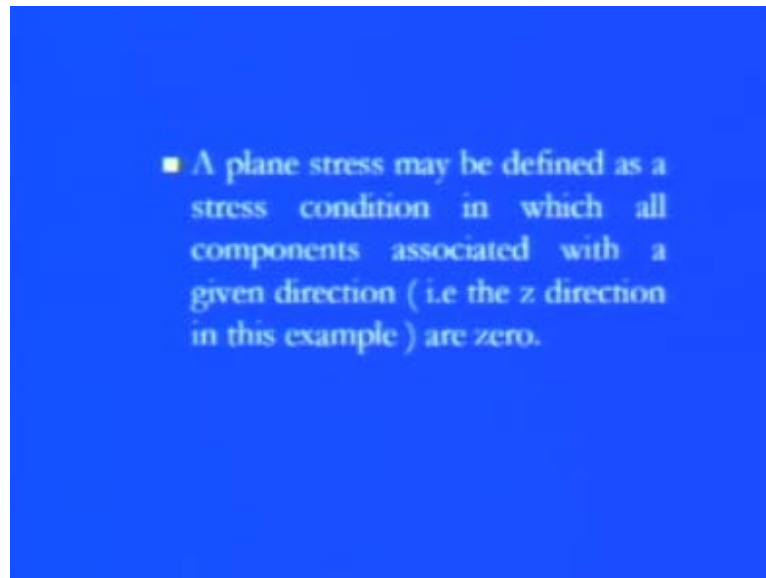 A plane stress may be defined as a
stress condition in which all
components associated with a
given direction ( i.e the z direction
in this example ) are zero.